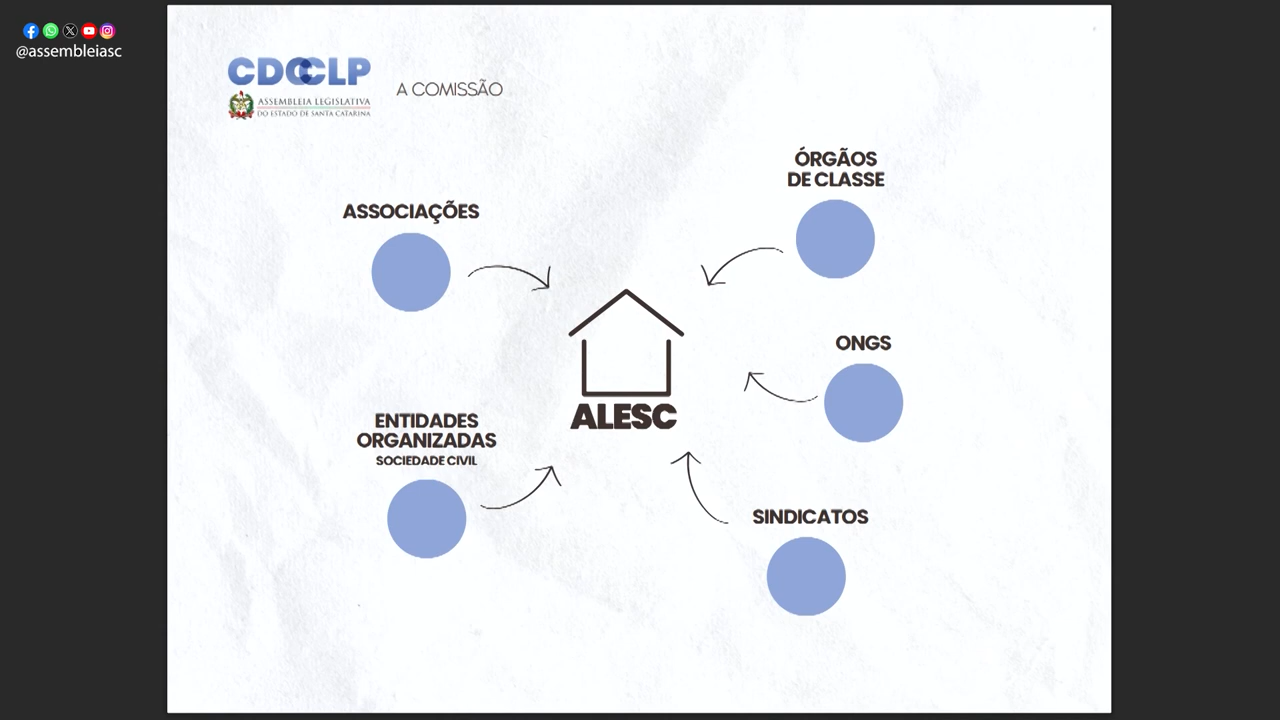 @assembleiasc
CDCCLP
ASSEMBLEIA LEGISLATIVA
DO ESTADO DE SANTA CATARINA
A COMISSÃO
ÓRGÃOS
DE CLASSE
ASSOCIAÇÕES
ONGS
ALESC
ENTIDADES
ORGANIZADAS
SOCIEDADE CIVIL
SINDICATOS